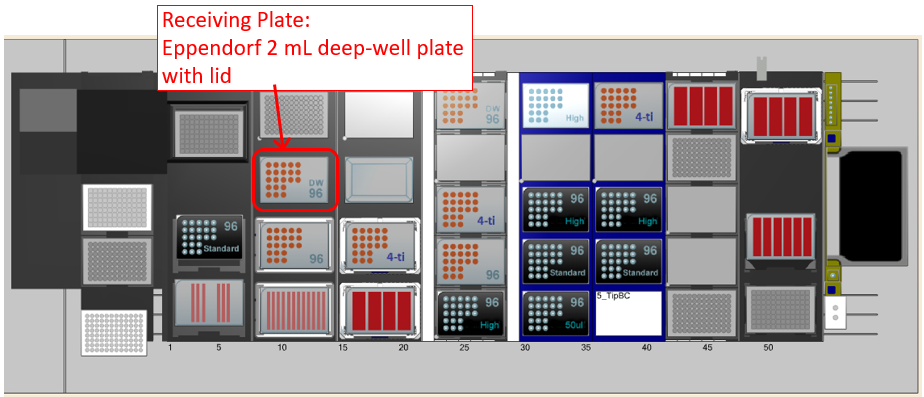 Receiving Plate:
Eppendorf 2 mL deep-well plate
with lid
DW
96
High
4-ti
DW
96
96
Standard
96
4-ti
4-ti
96
High
96
High
96
Standard
96
Standard
96
96
High
96
50ul
5_TipBC
1 5 10 15 20 25 30 35 40 45 50